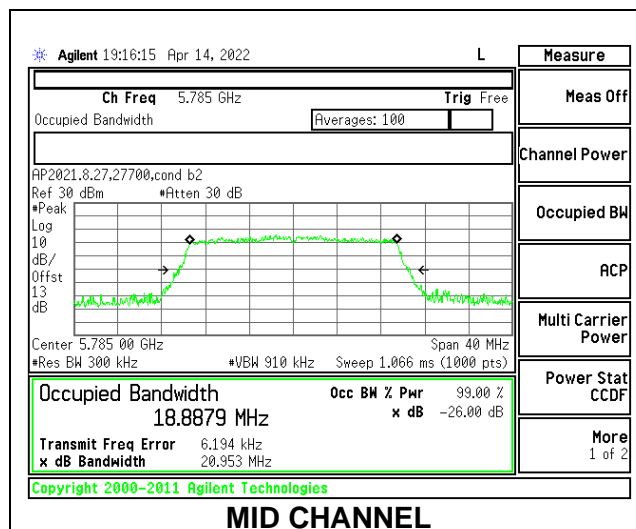 Agilent 19:16:15 Apr 14, 2022 L
Measure
Ch Freq 5.785 GHz Trig Free
Meas Off
Occupied Bandwidth Averages: 100
Channel Power
AP2021.8.27,27700,cond b2
Ref 30 dBm #Atten 30 dB
#Peak
Log
10
dB/
Offst
13
dB
Occupied BW
ACP
Center 5.785 00 GHz Span 40 MHz
#Res BW 300 kHz #VBW 910 kHz Sweep 1.066 ms (1000 pts)
Multi Carrier
Power
Occupied Bandwidth Occ BW % Pwr 99.00 %
18.8879 MHz x dB -26.00 dB
Power Stat
CCDF
Transmit Freq Error 6.194 kHz
x dB Bandwidth 20.953 MHz
More
1 of 2
Copyright 2000-2011 Agilent Technologies
MID CHANNEL